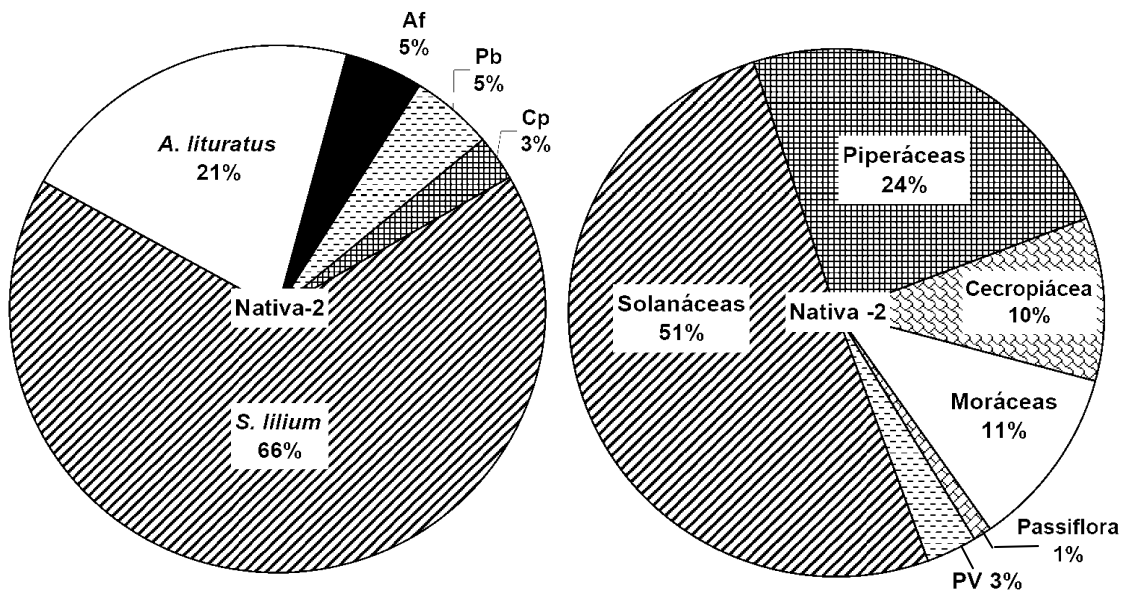 Af
5%
Pb
5%
Cp
3%
A. lituratus
21%
Nativa-2
S. lilium
66%
Piperáceas
24%
Cecropiácea
10%
Solanáceas
51%
Nativa -2
Moráceas
11%
Passiflora
1%
PV 3%